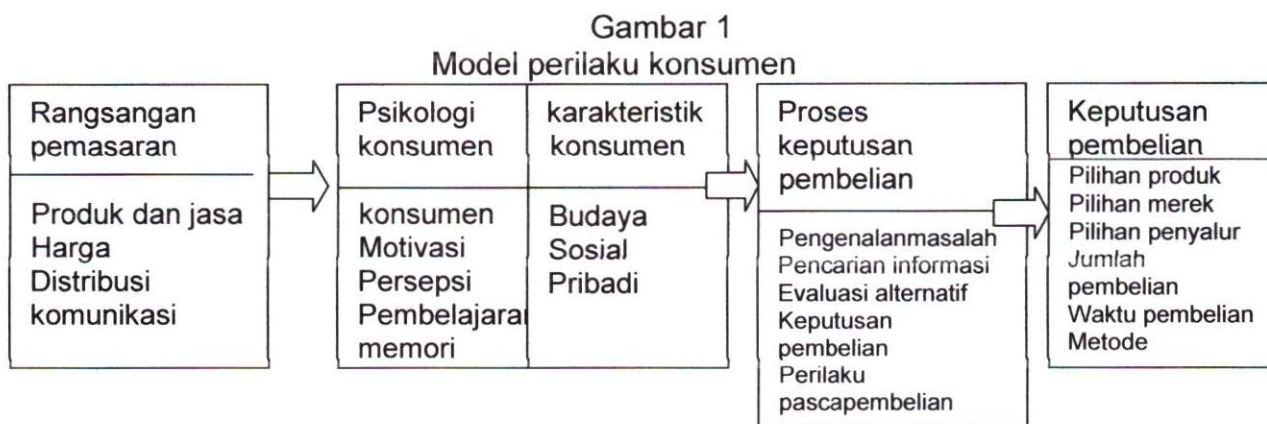 Gambar 1
Model perilaku konsumen
Rangsangan
pemasaran
Produk dan jasa
Harga
Distribusi
komunikasi
Psikologi
konsumen
konsumen
Motivasi
Persepsi
Pembelajaran
memori
karakteristik
konsumen
Budaya
Sosial
Pribadi
Proses
keputusan
pembelian
Pengenalanmasalah
Pencarian informasi
Evaluasi alternatif
Keputusan
pembelian
Perilaku
pascapembelian
Keputusan
pembelian
Pilihan produk
Pilihan merek
Pilihan penyalur
Jumlah
pembelian
Waktu pembelian
Metode